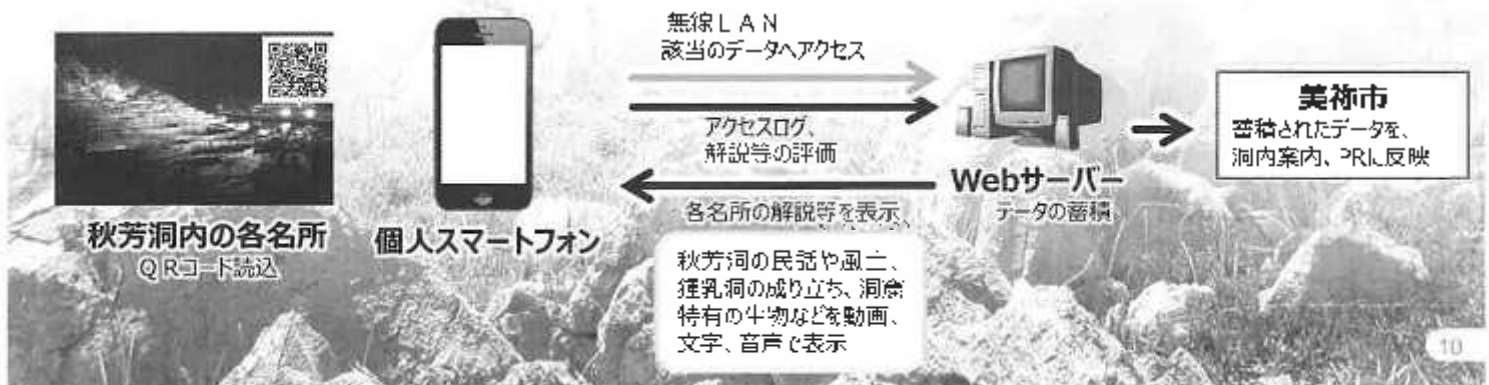 無線ＬＡＮ
該当のデータへアクセス
アクセスログ、
解説等の評価
各名所の解説等を表示
秋芳洞内の各名所
ＱＲコード読込
個人スマートフォン
Webサーバー
データの蓄積
美祢市
蓄積されたデータを、
洞内案内、PRに反映
秋芳洞の民話や風土、
鍾乳洞の成り立ち、洞窟
特有の生物などを動画、
文字、音声で表示
10